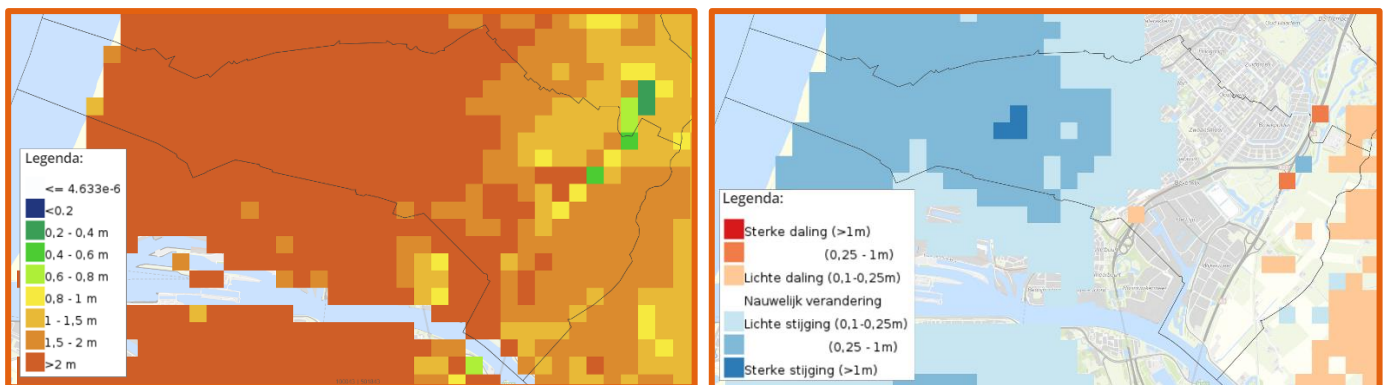 Legenda:
<= 4.633e-6
<0.2
0,2 - 0,4 m
0,4 - 0,6 m
0,6 - 0,8 m
0,8 - 1 m
1 - 1,5 m
1,5 - 2 m
>2 m
Legenda:
Sterke daling (>1m)
(0,25 - 1m)
Lichte daling (0,1-0,25m)
Nauwelijk verandering
Lichte stijging (0,1-0,25m)
(0,25 - 1m)
Sterke stijging (>1m)